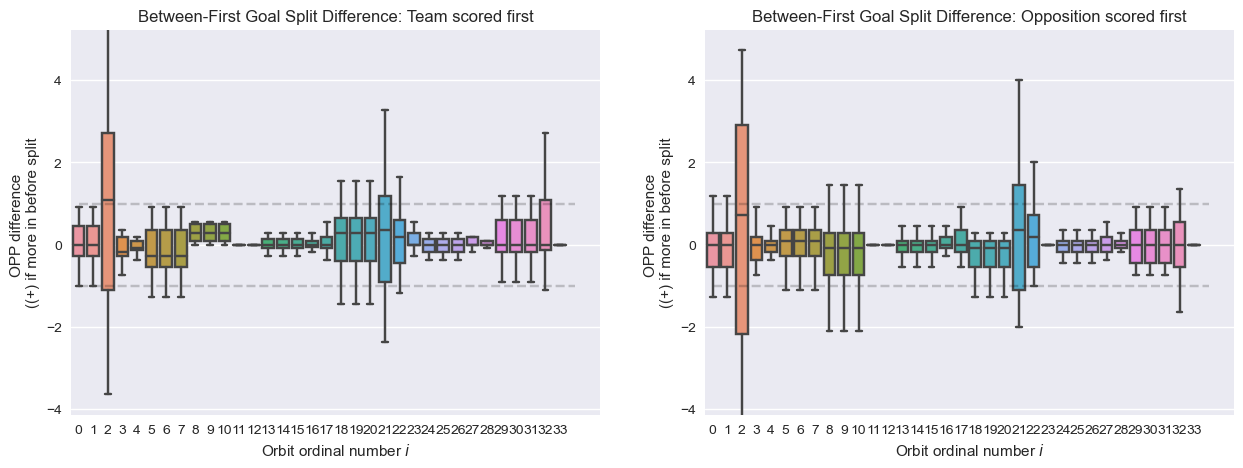 Between-First Goal Split Difference: Team scored first
OPP difference
((+) if more in before split
4
2
0
−2
−4
0 1 2 3 4 5 6 7 8 9 10 11 12 13 14 15 16 17 18 19 20 21 22 23 24 25 26 27 28 29 30 31 32 33
Orbit ordinal number i
Between-First Goal Split Difference: Opposition scored first
OPP difference
((+) if more in before split
4
2
0
−2
−4
0 1 2 3 4 5 6 7 8 9 10 11 12 13 14 15 16 17 18 19 20 21 22 23 24 25 26 27 28 29 30 31 32 33
Orbit ordinal number i